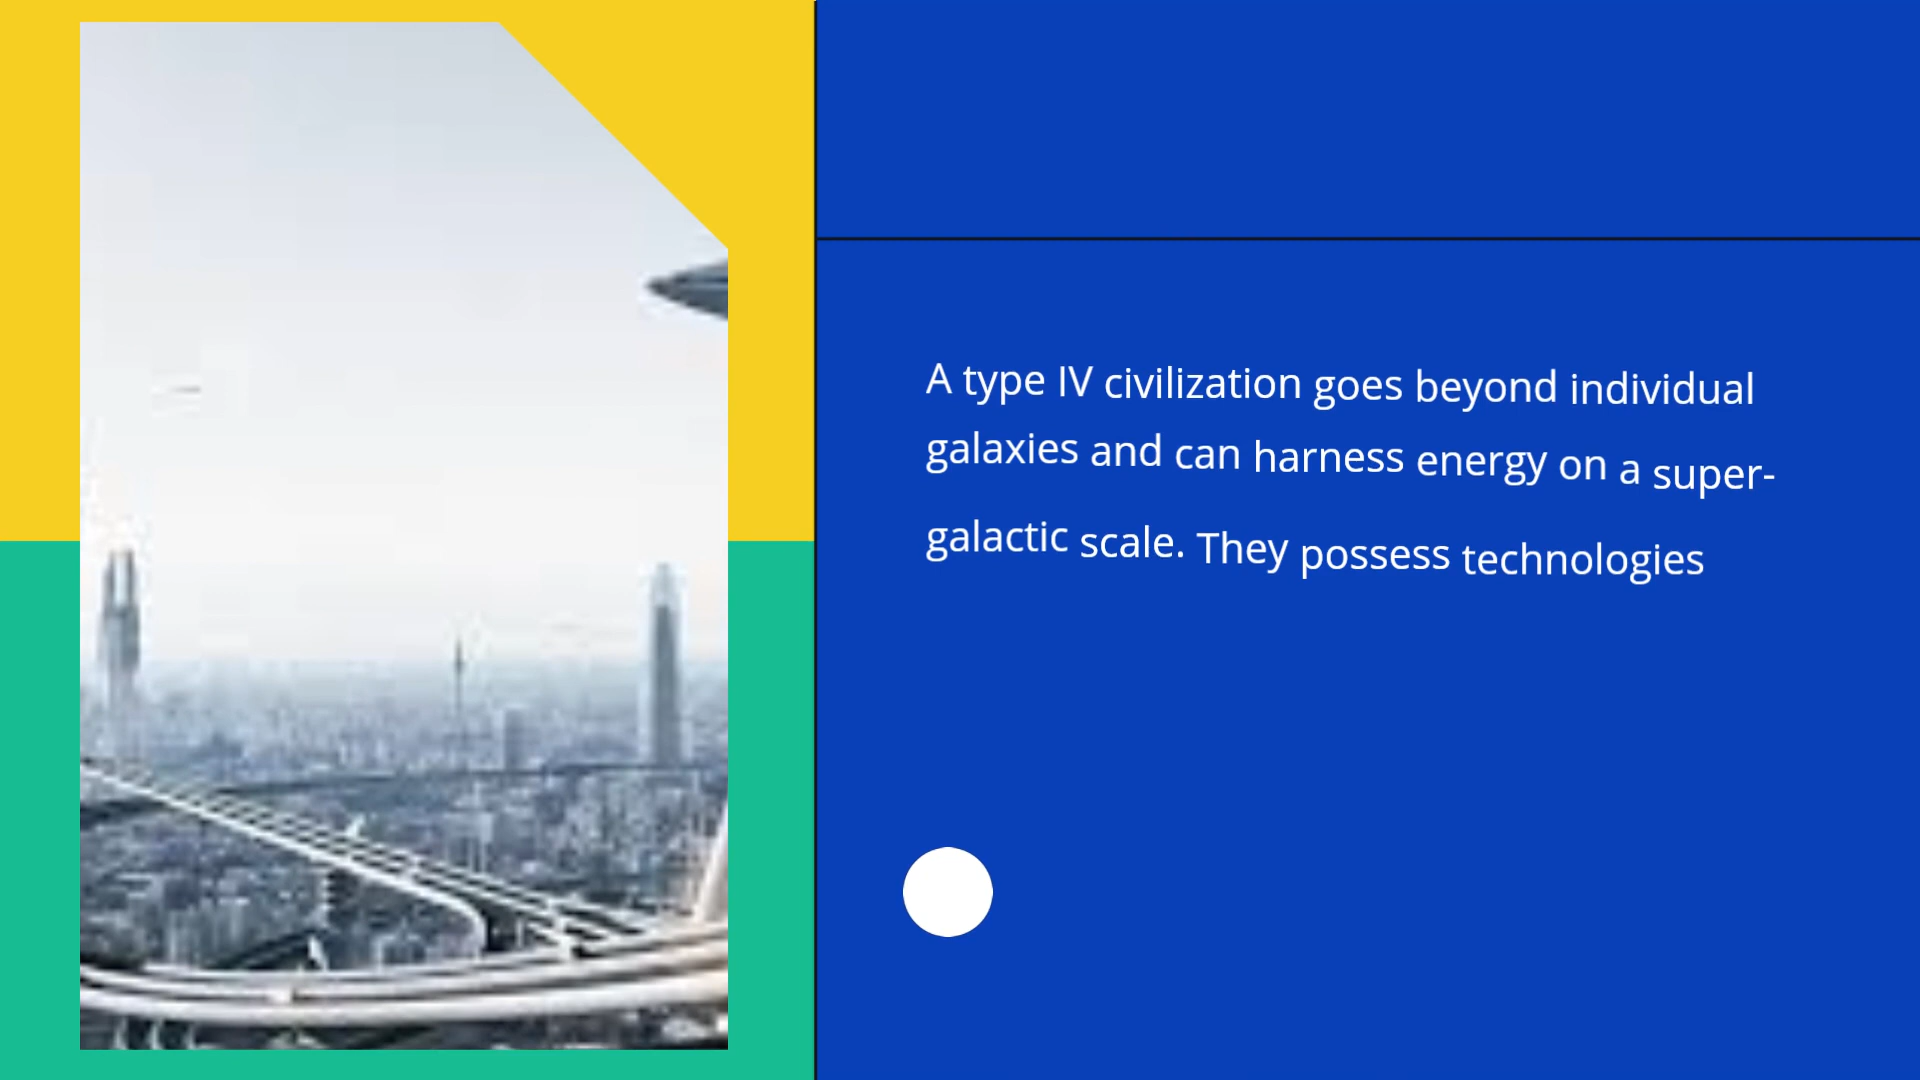 A type IV civilization goes beyond individual
galaxies and can harness energy on a super-
galactic scale. They possess technologies